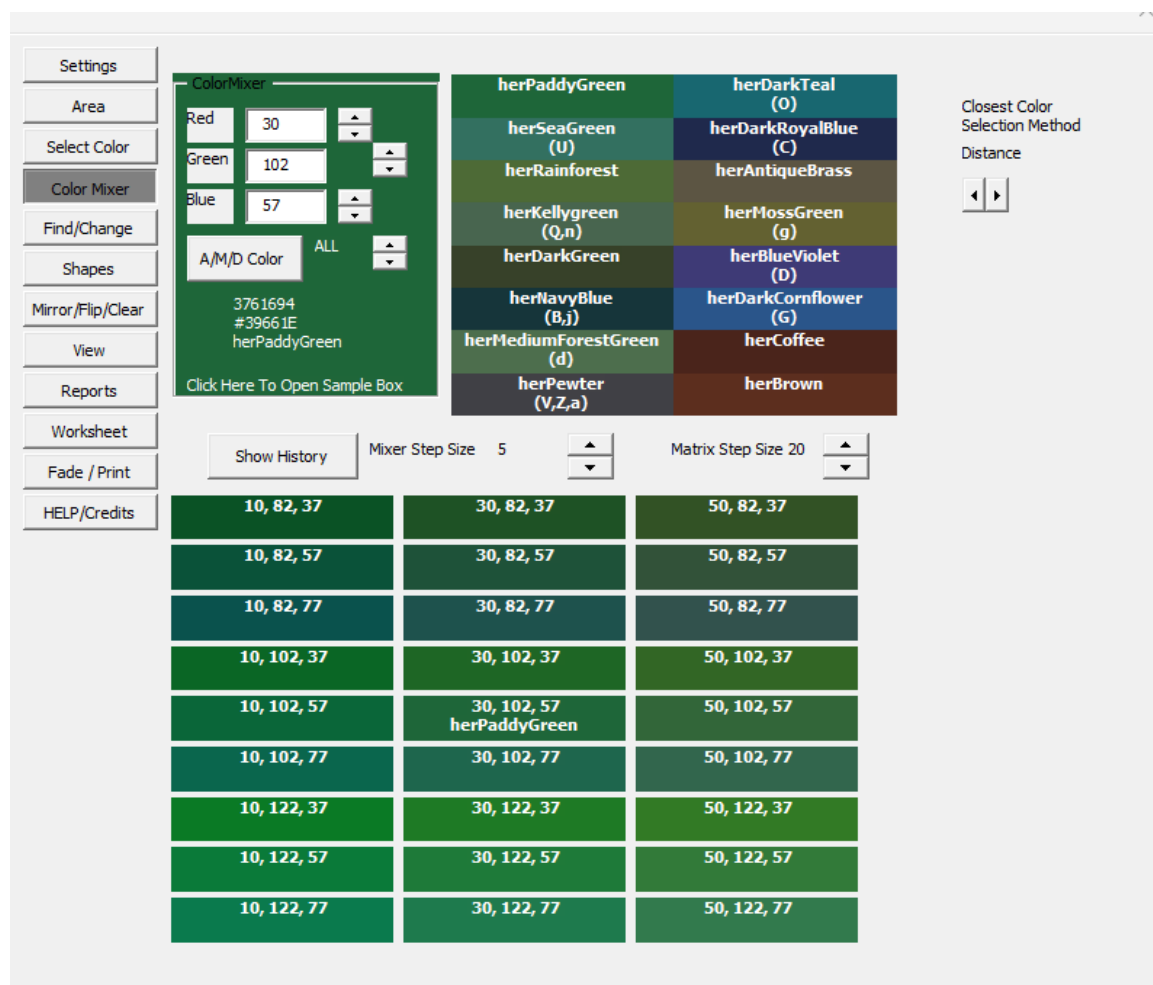 Settings
Area
Select Color
Color Mixer
Find/Change
Shapes
Mirror/Flip/Clear
View
Reports
Worksheet
Fade / Print
HELP/Credits
ColorMixer
Red 30
Green 102
Blue 57
A/M/D Color ALL
3761694
#39661E
herPaddyGreen
Click Here To Open Sample Box
herPaddyGreen herDarkTeal
(O)
herSeaGreen herDarkRoyalBlue
(U) (C)
herRainforest herAntiqueBrass
herKellygreen herMossGreen
(Q,n) (g)
herDarkGreen herBlueViolet
(D)
herNavyBlue herDarkCornflower
(B,j) (G)
herMediumForestGreen herCoffee
(d)
herPewter herBrown
(V,Z,a)
Closest Color
Selection Method
Distance
Show History Mixer Step Size 5 Matrix Step Size 20
10, 82, 37 30, 82, 37 50, 82, 37
10, 82, 57 30, 82, 57 50, 82, 57
10, 82, 77 30, 82, 77 50, 82, 77
10, 102, 37 30, 102, 37 50, 102, 37
10, 102, 57 30, 102, 57 50, 102, 57
herPaddyGreen
10, 102, 77 30, 102, 77 50, 102, 77
10, 122, 37 30, 122, 37 50, 122, 37
10, 122, 57 30, 122, 57 50, 122, 57
10, 122, 77 30, 122, 77 50, 122, 77